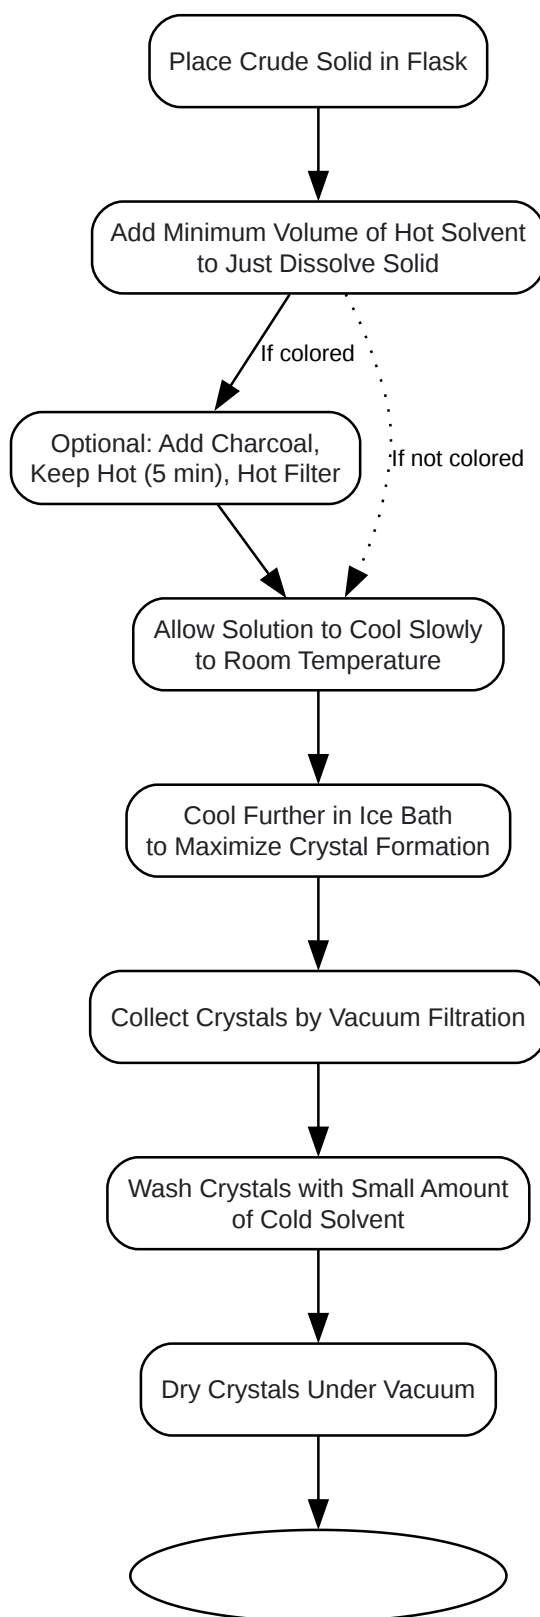 Place Crude Solid in Flask
Add Minimum Volume of Hot Solvent
to Just Dissolve Solid
If colored
Optional: Add Charcoal,
Keep Hot (5 min), Hot Filter
If not colored
Allow Solution to Cool Slowly
to Room Temperature
Cool Further in Ice Bath
to Maximize Crystal Formation
Collect Crystals by Vacuum Filtration
Wash Crystals with Small Amount
of Cold Solvent
Dry Crystals Under Vacuum